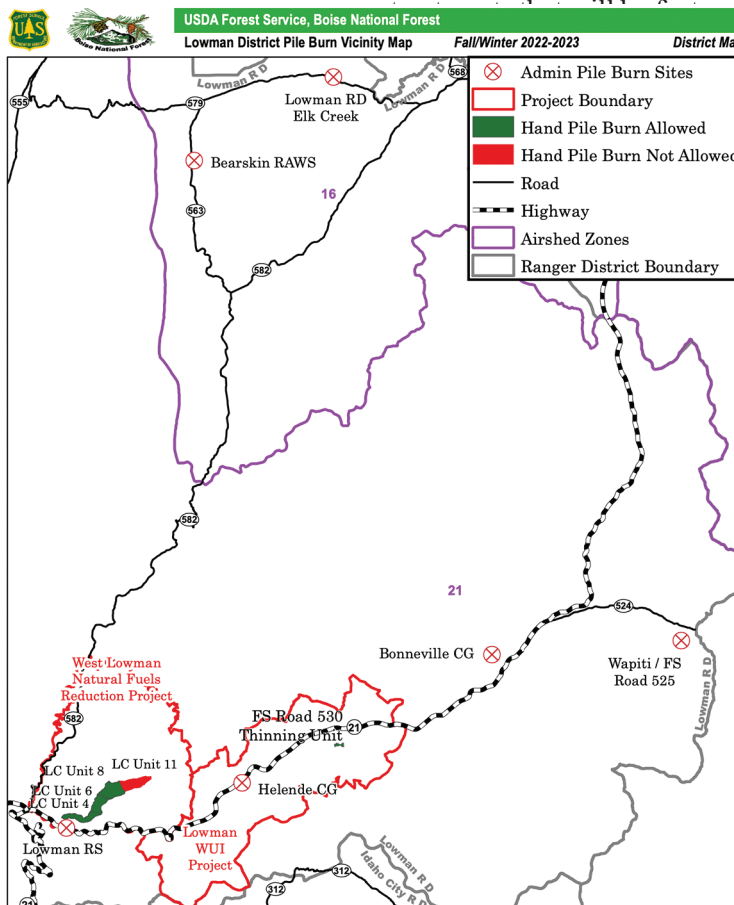 USDA Forest Service, Boise National Forest
Lowman District Pile Burn Vicinity Map Fall/Winter 2022-2023 District Ma
UAS
Boise National Forest
Admin Pile Burn Sites
Project Boundary
Hand Pile Burn Allowed
Hand Pile Burn Not Allowed
Road
Highway
Airshed Zones
Ranger District Boundary
Lowman R D
Lowman R D
568
555
579
Lowman RD
Elk Creek
Bearskin RAWS
16
563
582
582
21
524
Bonneville CG
Wapiti / FS
Road 525
Lowman R D
West Lowman
Natural Fuels
Reduction Project
582
FS Road 530
Thinning Unit
21
LC Unit 8
LC Unit 11
LC Unit 6
LC Unit 4
Helende CG
Lowman RS
Lowman
WUI
Project
312
312
Lowman R D
Idaho City R D
21